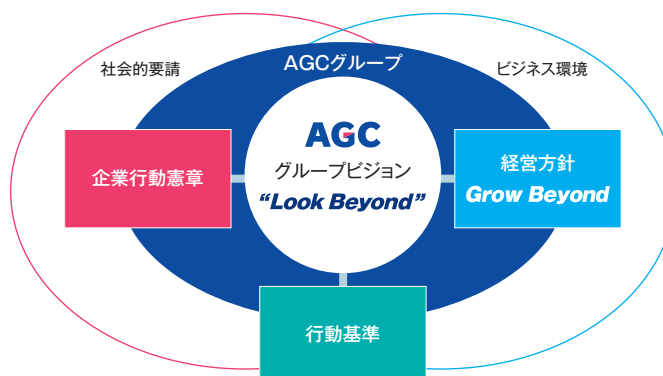 社会的要請
AGCグループ
ビジネス環境
AGC
グループビジョン
“Look Beyond”
企業行動憲章
経営方針
Grow Beyond
行動基準